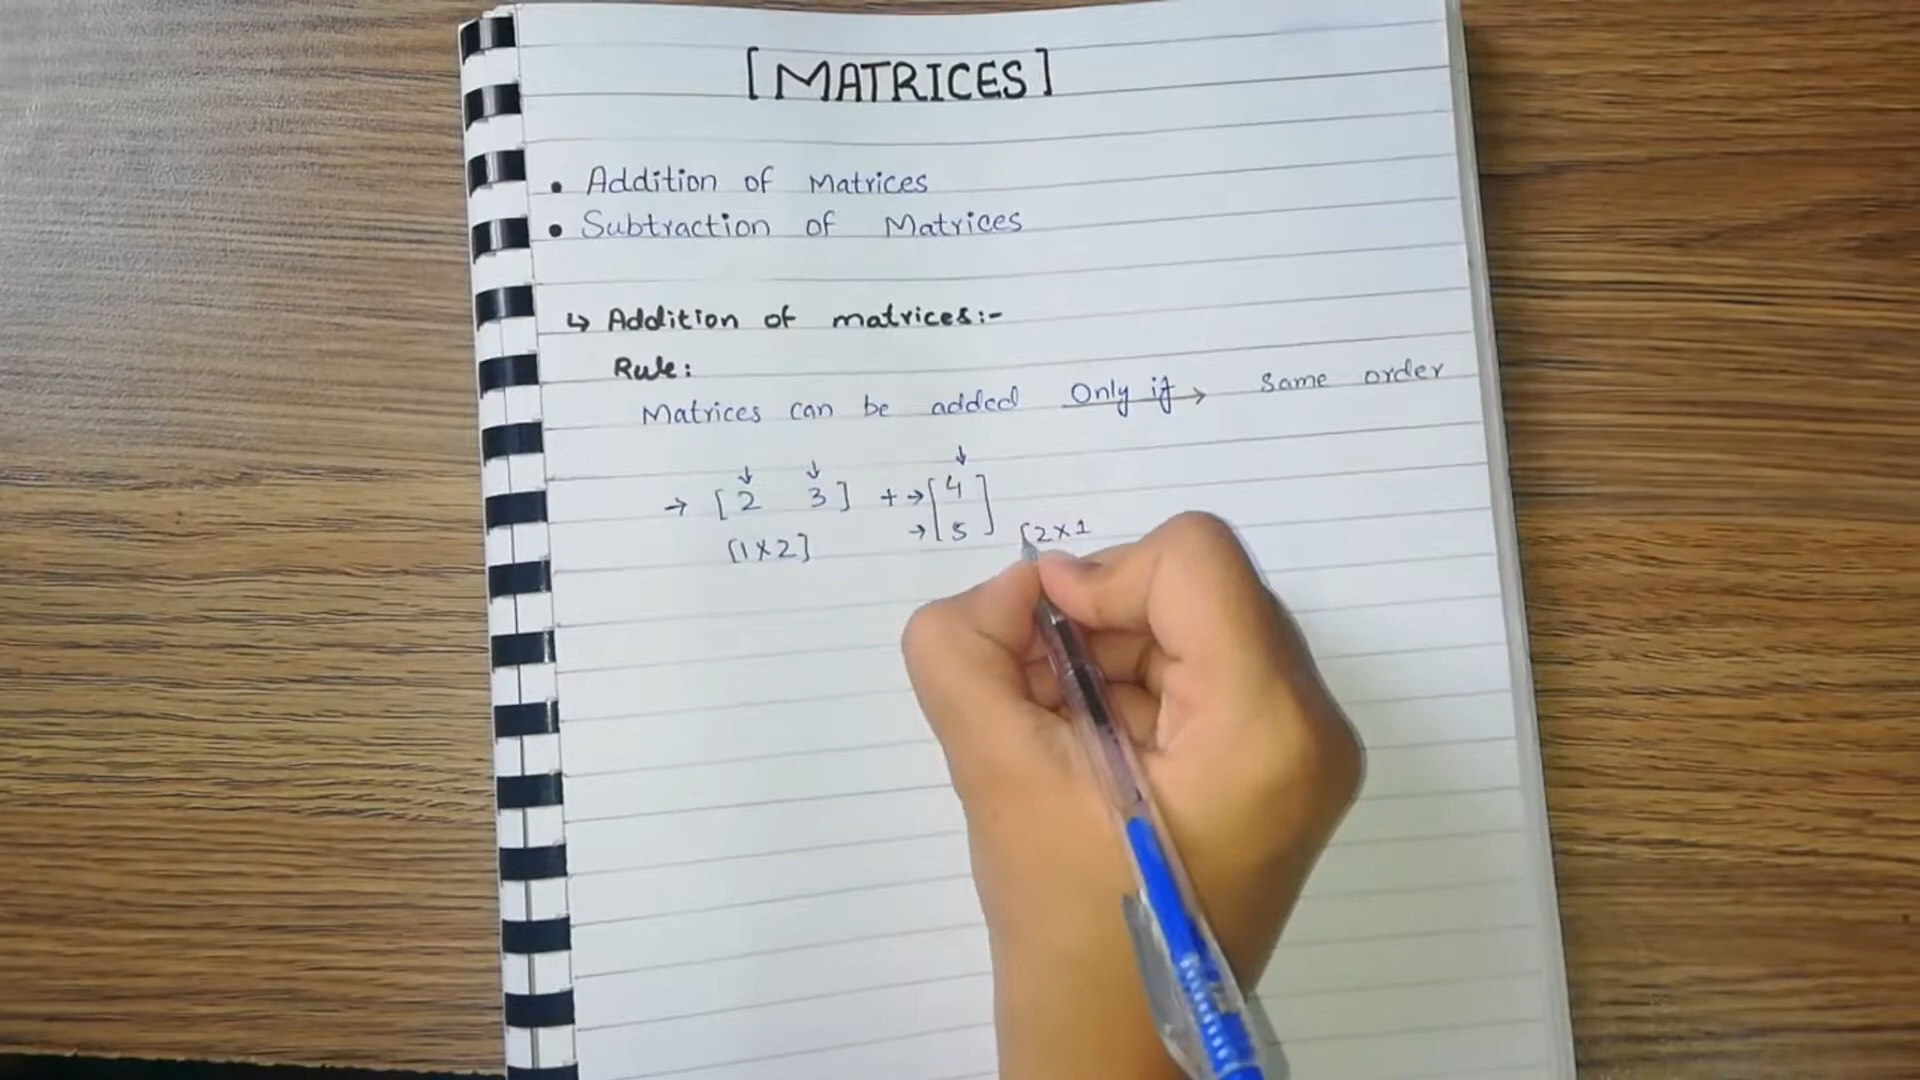 [MATRICES]
• Addition of Matrices
• Subtraction of Matrices
↳ Addition of matrices:-
Rule:
Matrices can be added Only if → Same order
↓ ↓ ↓
→ [2 3] + → [4
→ 5]
[1×2] [2×1